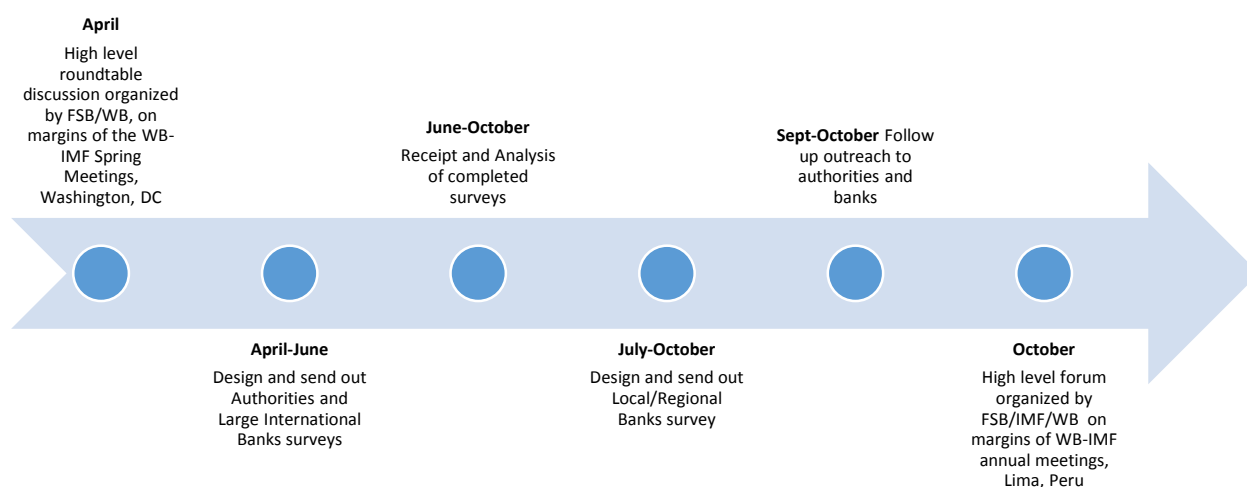 April
High level
roundtable
discussion organized
by FSB/WB, on
margins of the WB-
IMF Spring
Meetings,
Washington, DC
April-June
Design and send out
Authorities and
Large International
Banks surveys
June-October
Receipt and Analysis
of completed
surveys
July-October
Design and send out
Local/Regional
Banks survey
Sept-October Follow
up outreach to
authorities and
banks
October
High level forum
organized by
FSB/IMF/WB on
margins of WB-IMF
annual meetings,
Lima, Peru